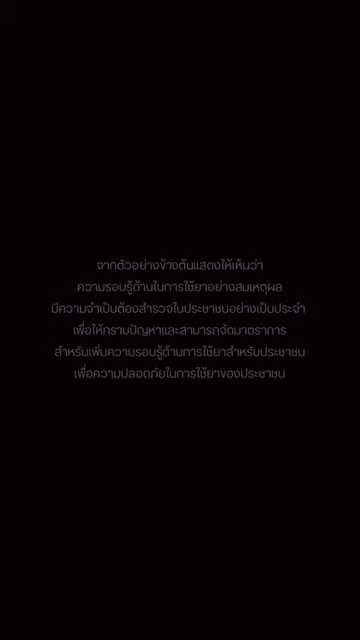 จากตัวอย่างข้างต้นแสดงให้เห็นว่า
ความรอบรู้ด้านในการใช้ยาอย่างสมเหตุผล
มีความจำเป็นต้องสำรวจในประชาชนอย่างเป็นประจำ
เพื่อให้ทราบปัญหาและสามารถจัดมาตราการ
สำหรับเพิ่มความรอบรู้ด้านการใช้ยาสำหรับประชาชน
เพื่อความปลอดภัยในการใช้ยาของประชาชน